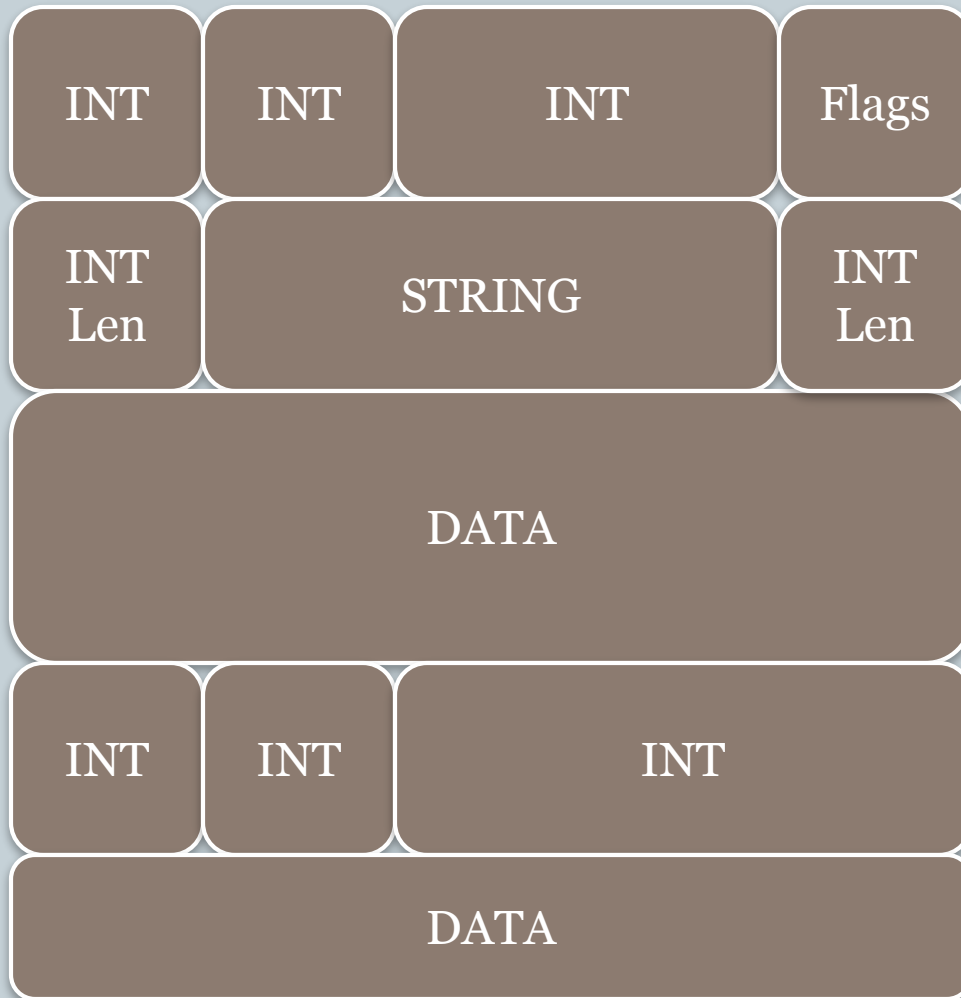 INT
INT
INT
Flags
INT
Len
STRING
INT
Len
DATA
INT
INT
INT
DATA